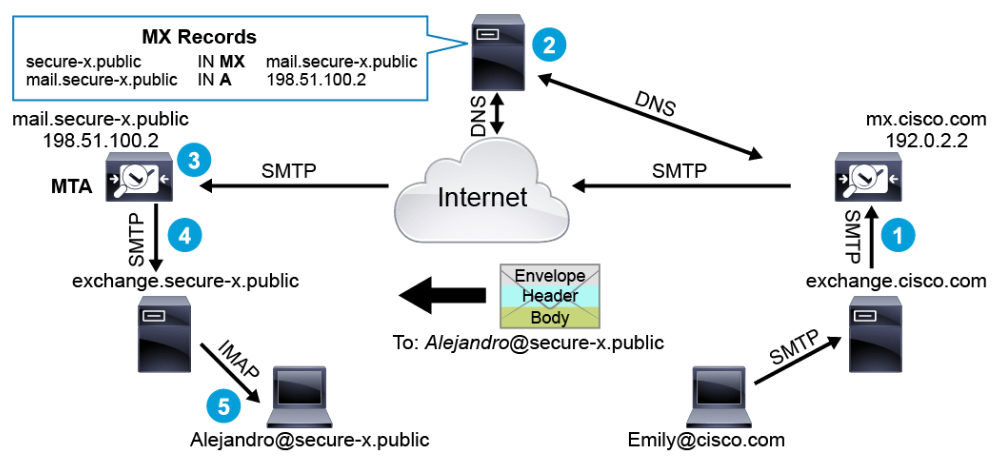 MX Records
secure-x.public IN MX mail.secure-x.public
mail.secure-x.public IN A 198.51.100.2
2
DNS
DNS
mail.secure-x.public
198.51.100.2
mx.cisco.com
192.0.2.2
3
MTA
SMTP
Internet
SMTP
SMTP
4
SMTP
1
exchange.secure-x.public
exchange.cisco.com
Envelope
Header
Body
To: Alejandro@secure-x.public
IMAP
5
SMTP
Alejandro@secure-x.public
Emily@cisco.com